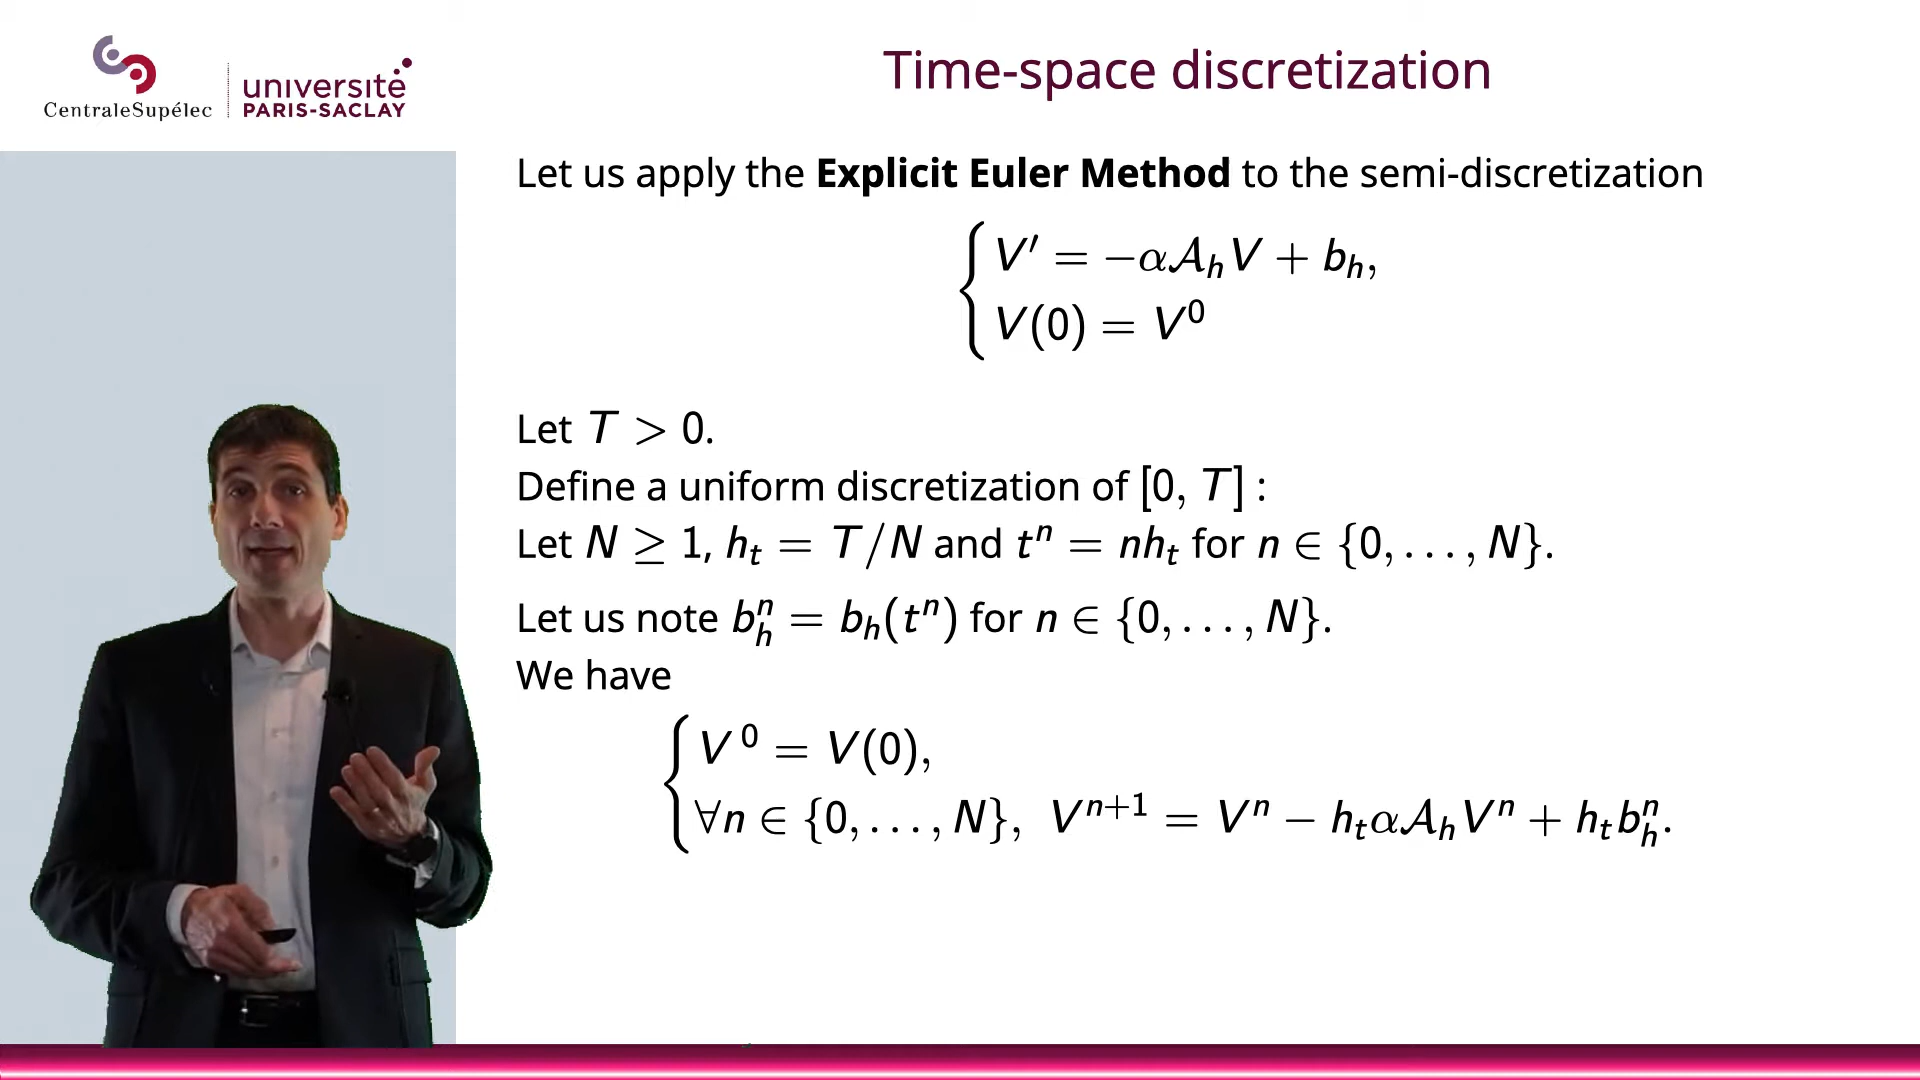 CentraleSupélec
université
PARIS-SACLAY
Time-space discretization
Let us apply the Explicit Euler Method to the semi-discretization
V′ = −α𝒜ₕV + bₕ,
V(0) = V⁰
Let T > 0.
Define a uniform discretization of [0, T] :
Let N ≥ 1, hₜ = T/N and tⁿ = nhₜ for n ∈ {0, . . . , N}.
Let us note bₕⁿ = bₕ(tⁿ) for n ∈ {0, . . . , N}.
We have
V⁰ = V(0),
∀n ∈ {0, . . . , N}, Vⁿ⁺¹ = Vⁿ − hₜα𝒜ₕVⁿ + hₜbₕⁿ.